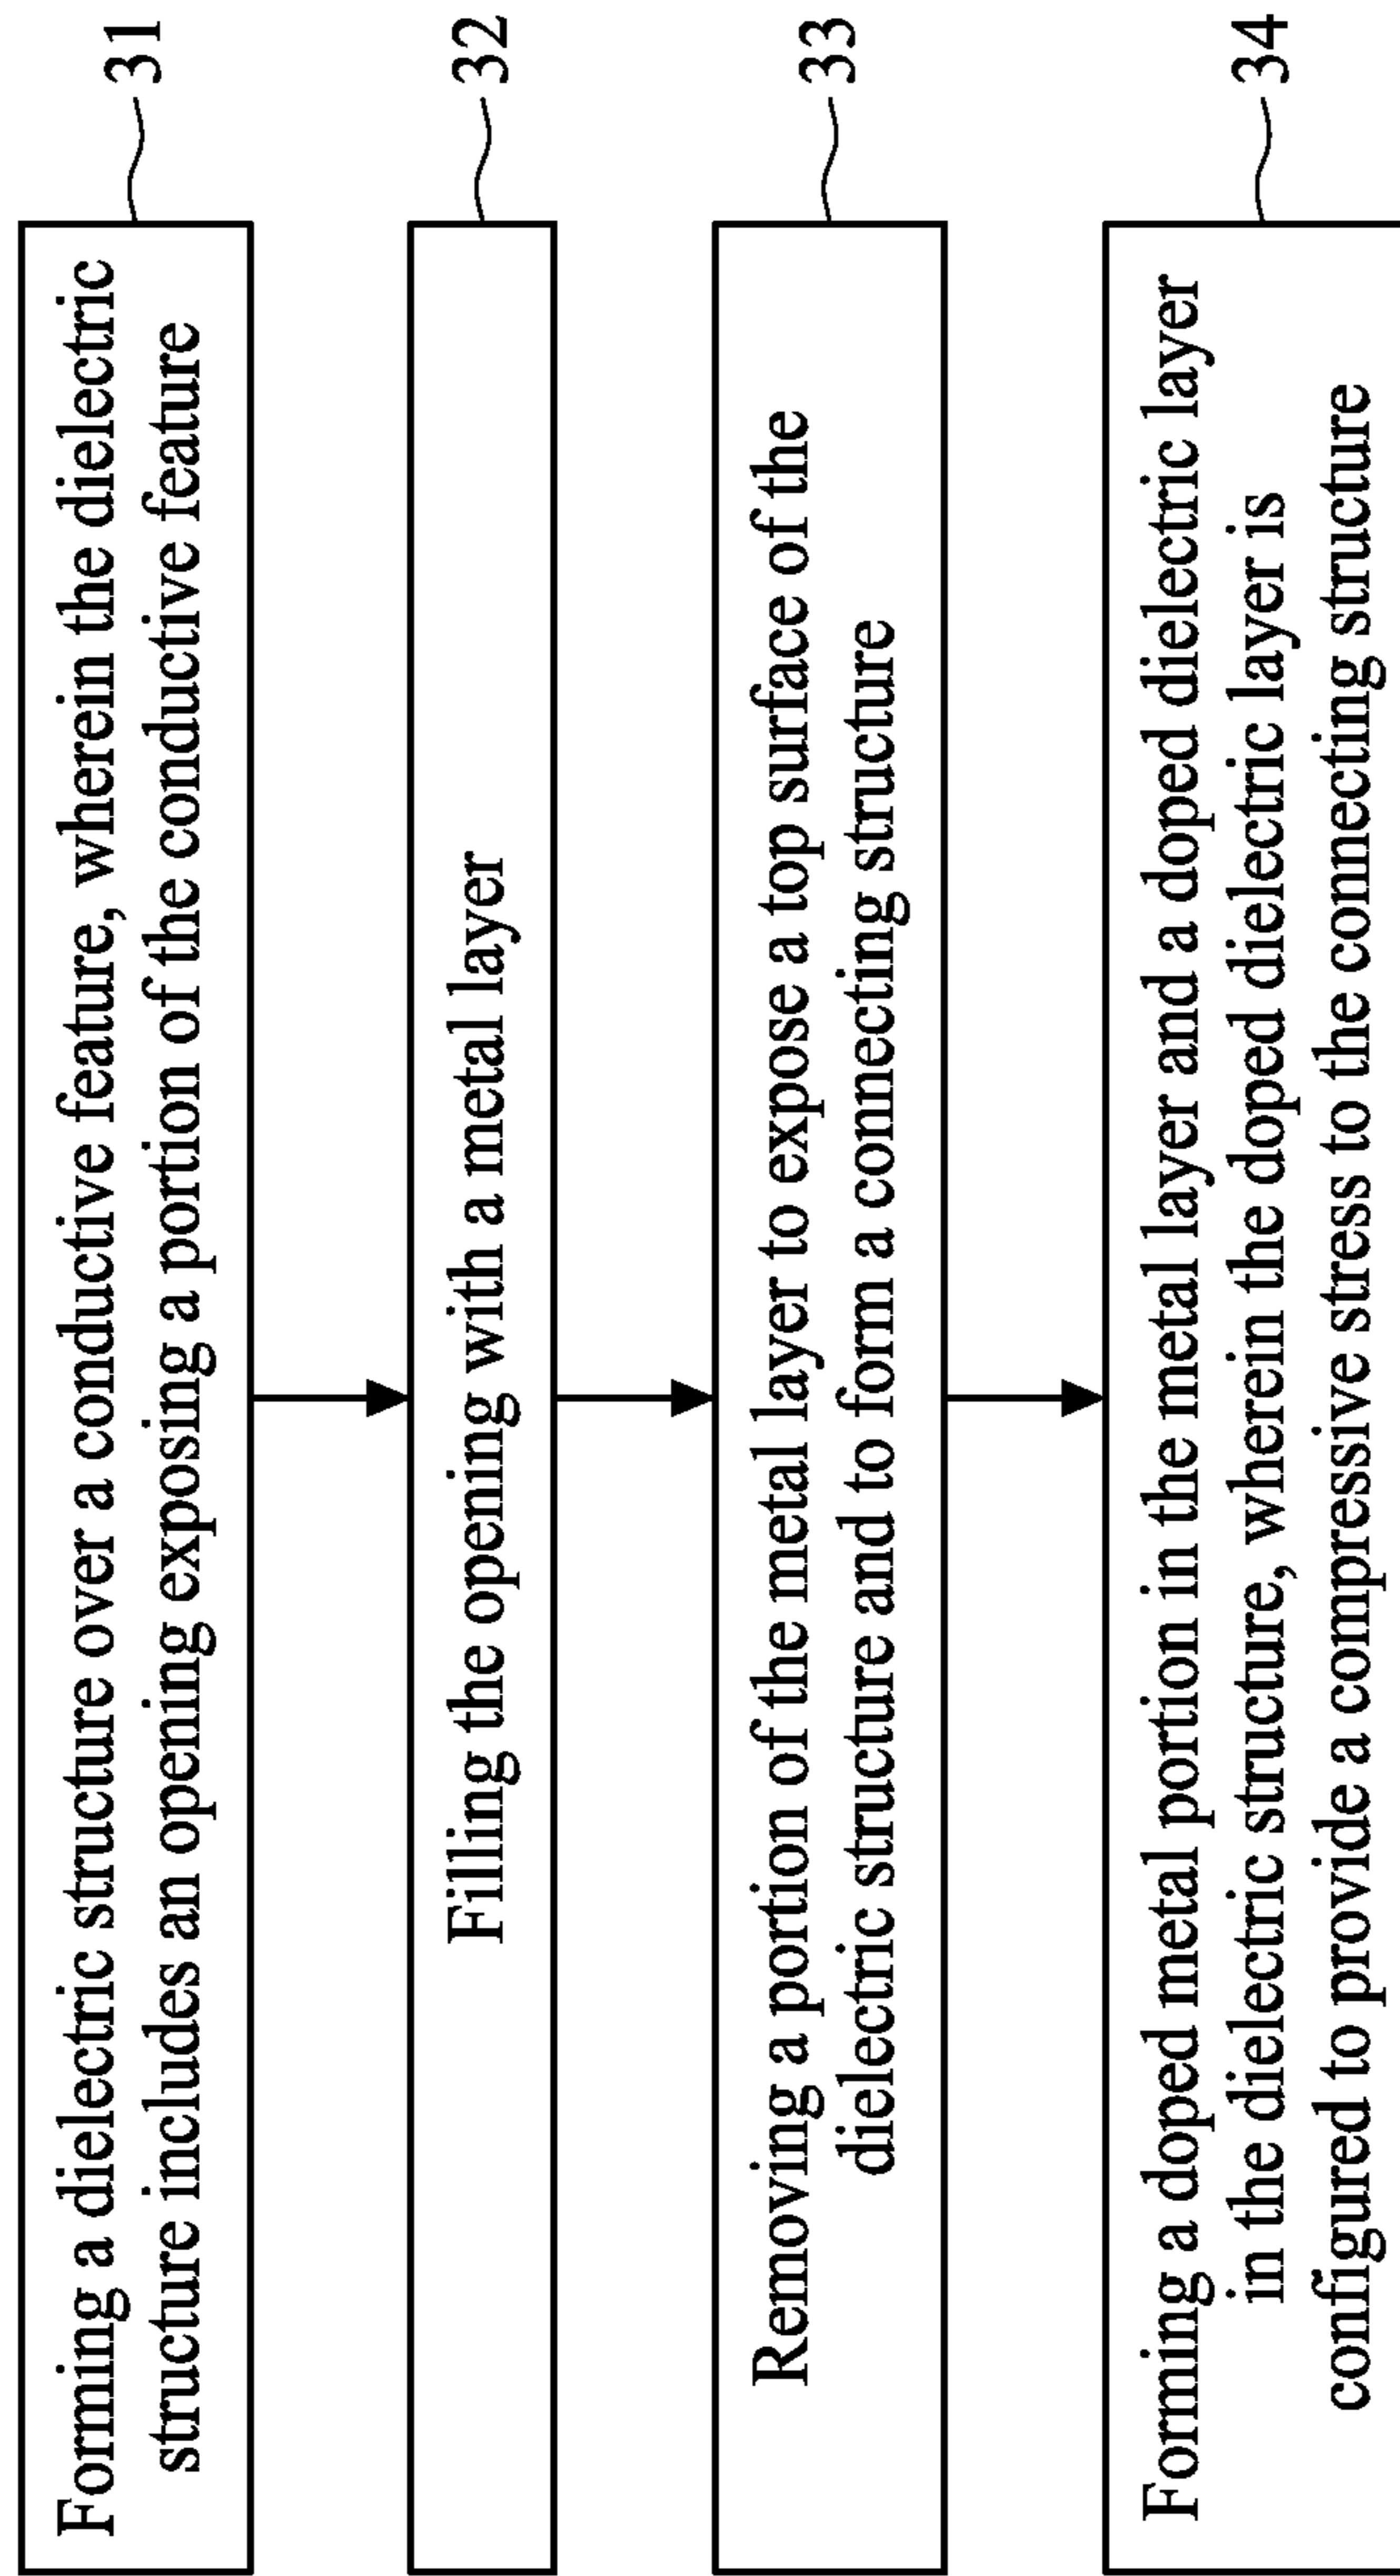 Forming a dielectric structure over a conductive feature, wherein the dielectric
structure includes an opening exposing a portion of the conductive feature
31
Filling the opening with a metal layer
32
Removing a portion of the metal layer to expose a top surface of the
dielectric structure and to form a connecting structure
33
Forming a doped metal portion in the metal layer and a doped dielectric layer
in the dielectric structure, wherein the doped dielectric layer is
configured to provide a compressive stress to the connecting structure
34